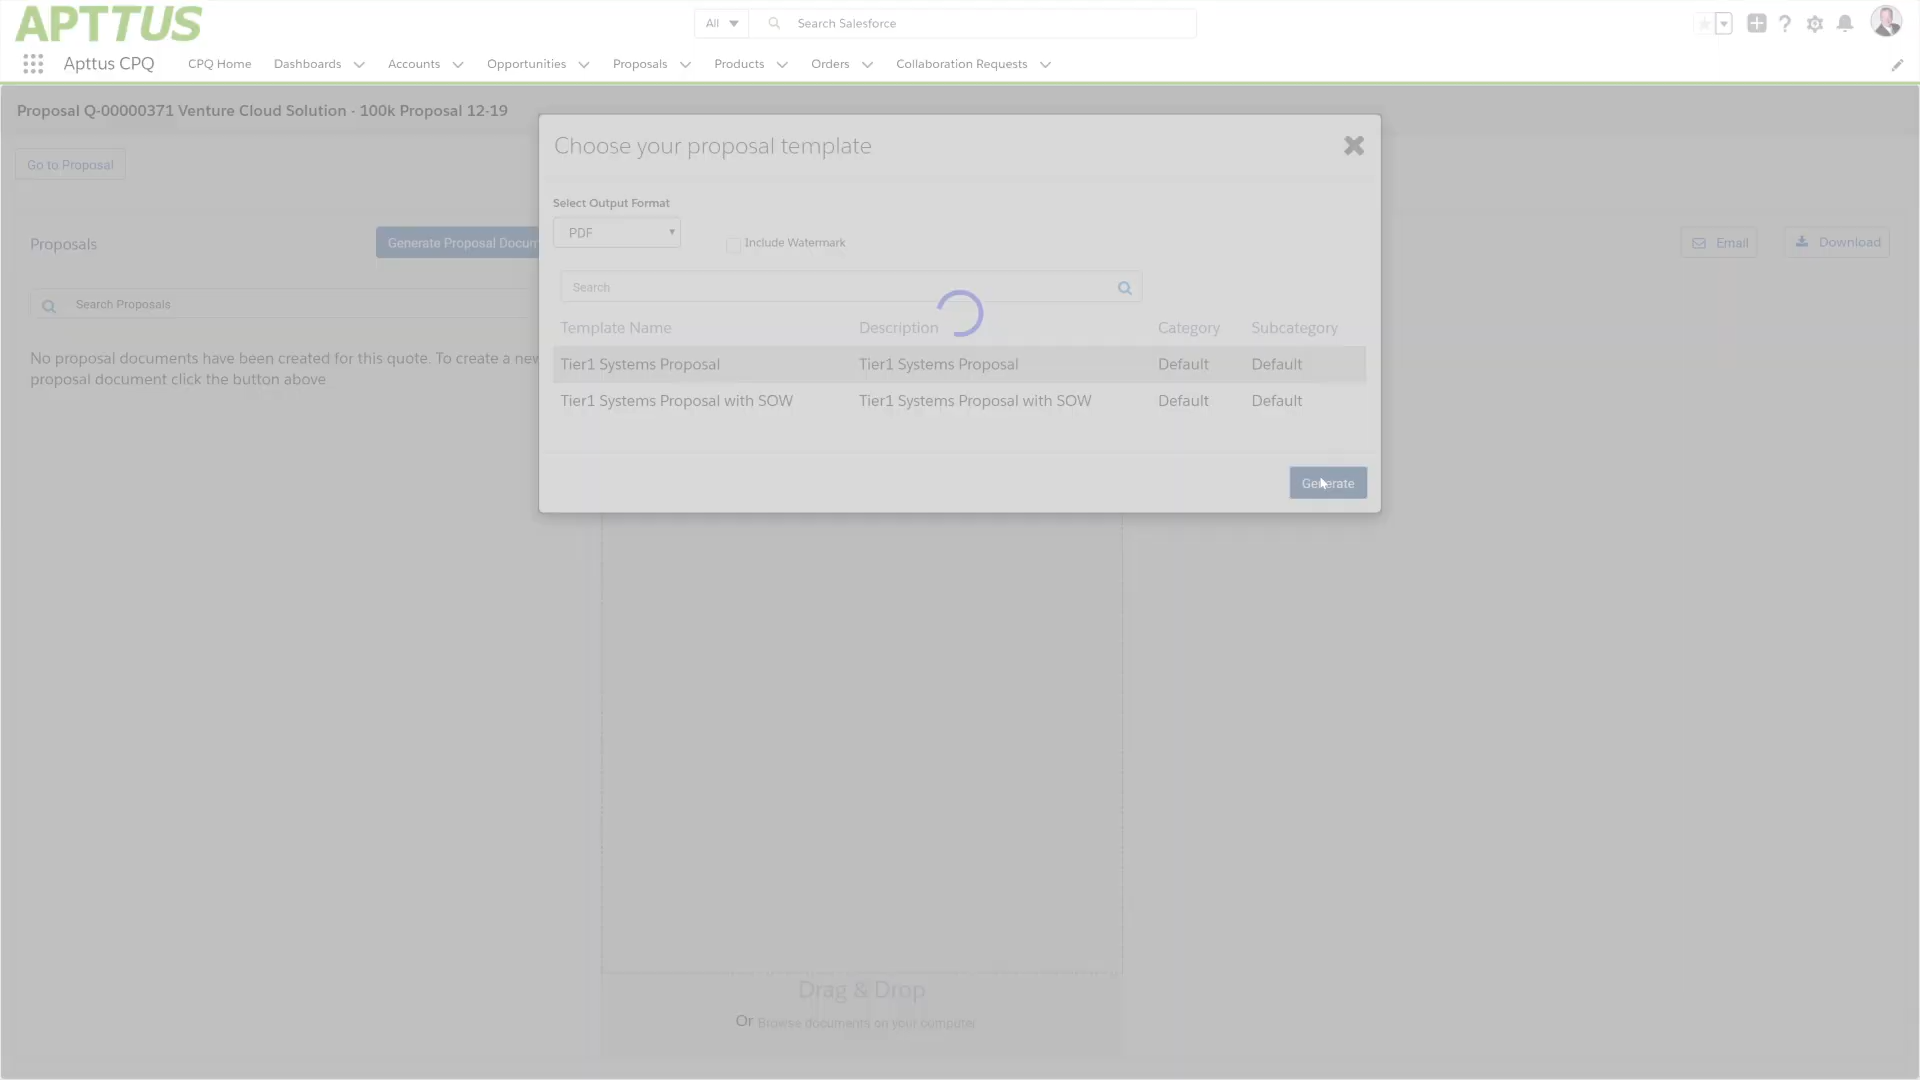 APTTUS
All
Search Salesforce
Apttus CPQ
CPQ Home
Dashboards
Accounts
Opportunities
Proposals
Products
Orders
Collaboration Requests
Proposal Q-00000371 Venture Cloud Solution - 100k Proposal 12-19
Go to Proposal
Proposals
Generate Proposal Docum
Search Proposals
No proposal documents have been created for this quote. To create a new
proposal document click the button above
Choose your proposal template
Select Output Format
PDF
Include Watermark
Search
Template Name Description Category Subcategory
Tier1 Systems Proposal Tier1 Systems Proposal Default Default
Tier1 Systems Proposal with SOW Tier1 Systems Proposal with SOW Default Default
Generate
Email
Download
Drag & Drop
Or Browse documents on your computer